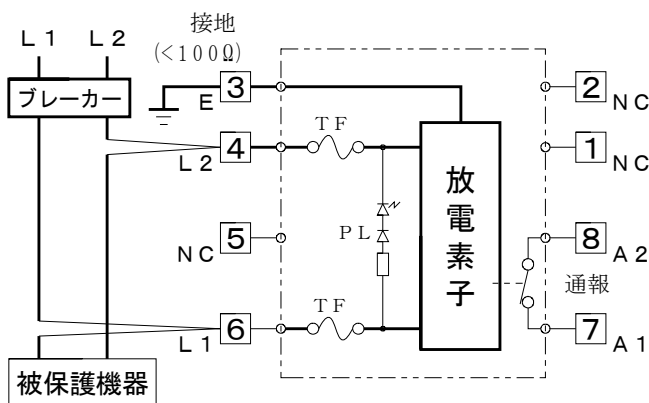 接地
(<100Ω)
L1 L2
ブレーカー
3
E
2
NC
TF
4
L2
1
NC
放電素子
5
NC
PL
8
A2
通報
TF
6
L1
7
A1
被保護機器